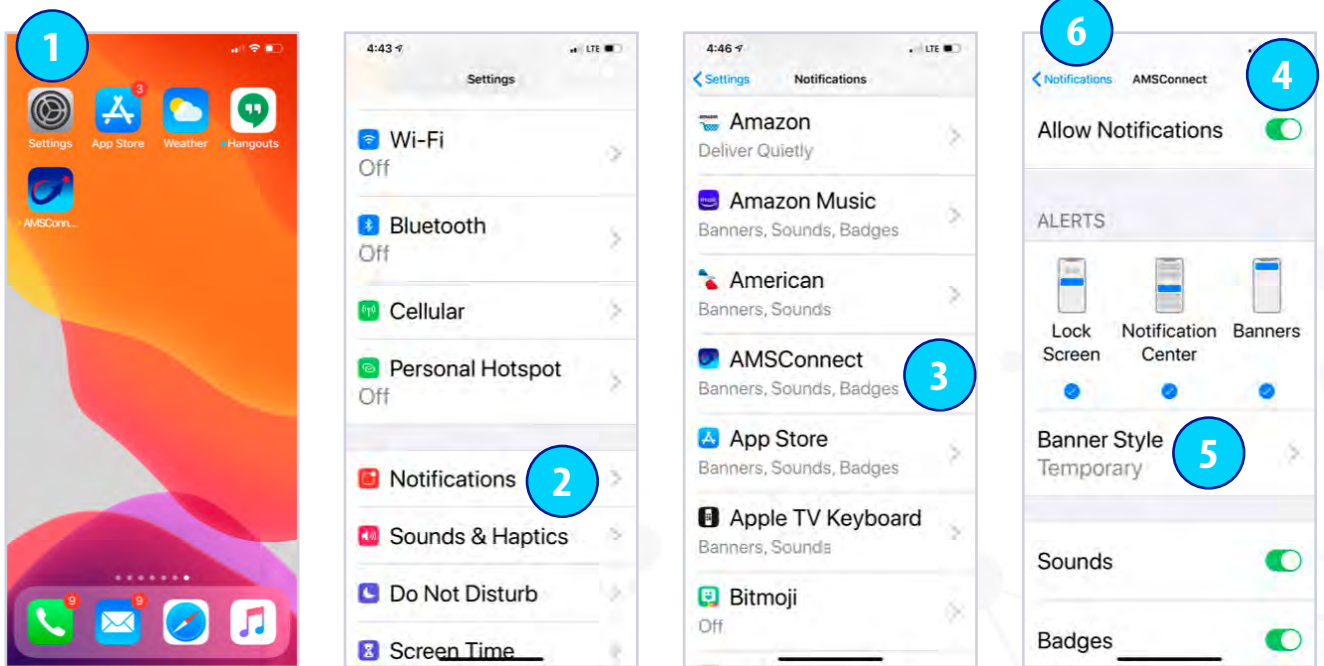 1
3
Settings
App Store
Weather
Hangouts
AMSConn...
9
9
4:43
LTE
Settings
Wi-Fi
Off
Bluetooth
Off
Cellular
Personal Hotspot
Off
Notifications
2
Sounds & Haptics
Do Not Disturb
Screen Time
4:46
LTE
Settings
Notifications
Amazon
Deliver Quietly
Amazon Music
Banners, Sounds, Badges
American
Banners, Sounds
AMSConnect
Banners, Sounds, Badges
3
App Store
Banners, Sounds, Badges
Apple TV Keyboard
Banners, Sounds
Bitmoji
Off
6
4
Notifications
AMSConnect
Allow Notifications
ALERTS
Lock Screen
Notification Center
Banners
Banner Style
Temporary
5
Sounds
Badges